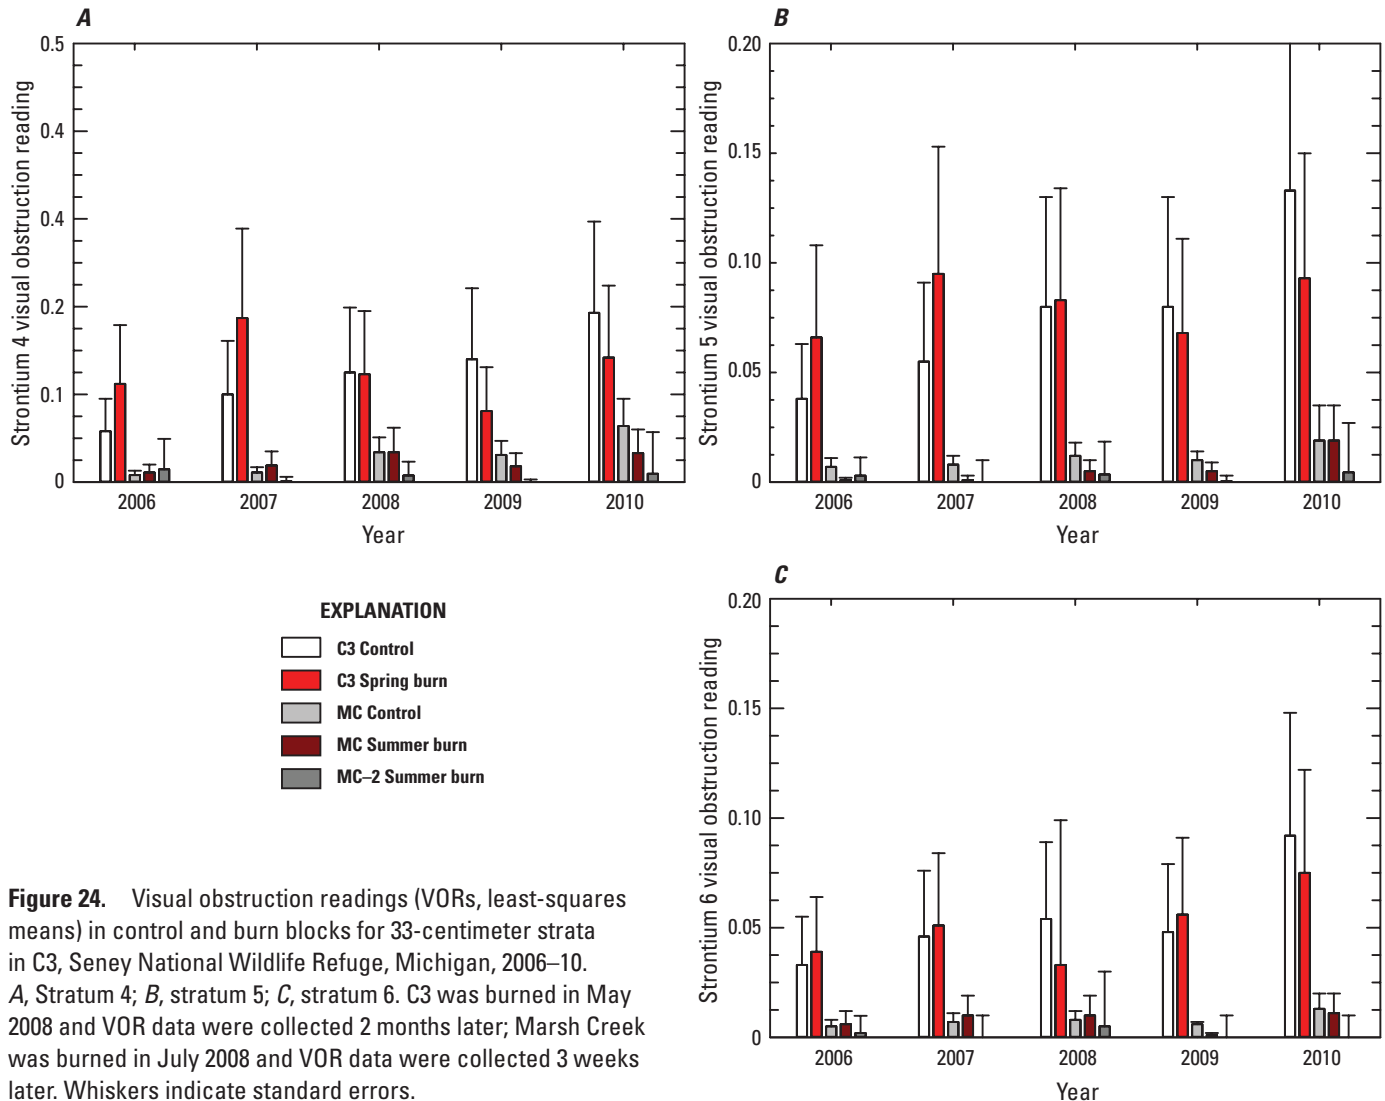 A
Strontium 4 visual obstruction reading
0.5
0.4
0.4
0.2
0.1
0
2006 2007 2008 2009 2010
Year
B
Strontium 5 visual obstruction reading
0.20
0.15
0.10
0.05
0
2006 2007 2008 2009 2010
Year
C
Strontium 6 visual obstruction reading
0.20
0.15
0.10
0.05
0
2006 2007 2008 2009 2010
Year
EXPLANATION
C3 Control
C3 Spring burn
MC Control
MC Summer burn
MC–2 Summer burn
Figure 24. Visual obstruction readings (VORs, least-squares
means) in control and burn blocks for 33-centimeter strata
in C3, Seney National Wildlife Refuge, Michigan, 2006–10.
A, Stratum 4; B, stratum 5; C, stratum 6. C3 was burned in May
2008 and VOR data were collected 2 months later; Marsh Creek
was burned in July 2008 and VOR data were collected 3 weeks
later. Whiskers indicate standard errors.